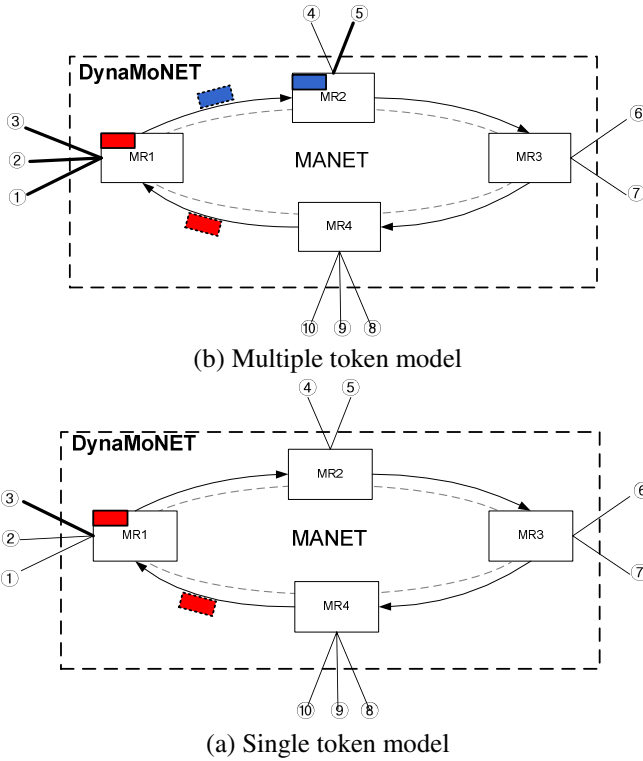 ④ ⑤
DynaMoNET
MR2
③
⑥
②
MR1
MANET
MR3
①
⑦
MR4
⑩ ⑨ ⑧
(b) Multiple token model
④ ⑤
DynaMoNET
MR2
③
⑥
②
MR1
MANET
MR3
①
⑦
MR4
⑩ ⑨ ⑧
(a) Single token model